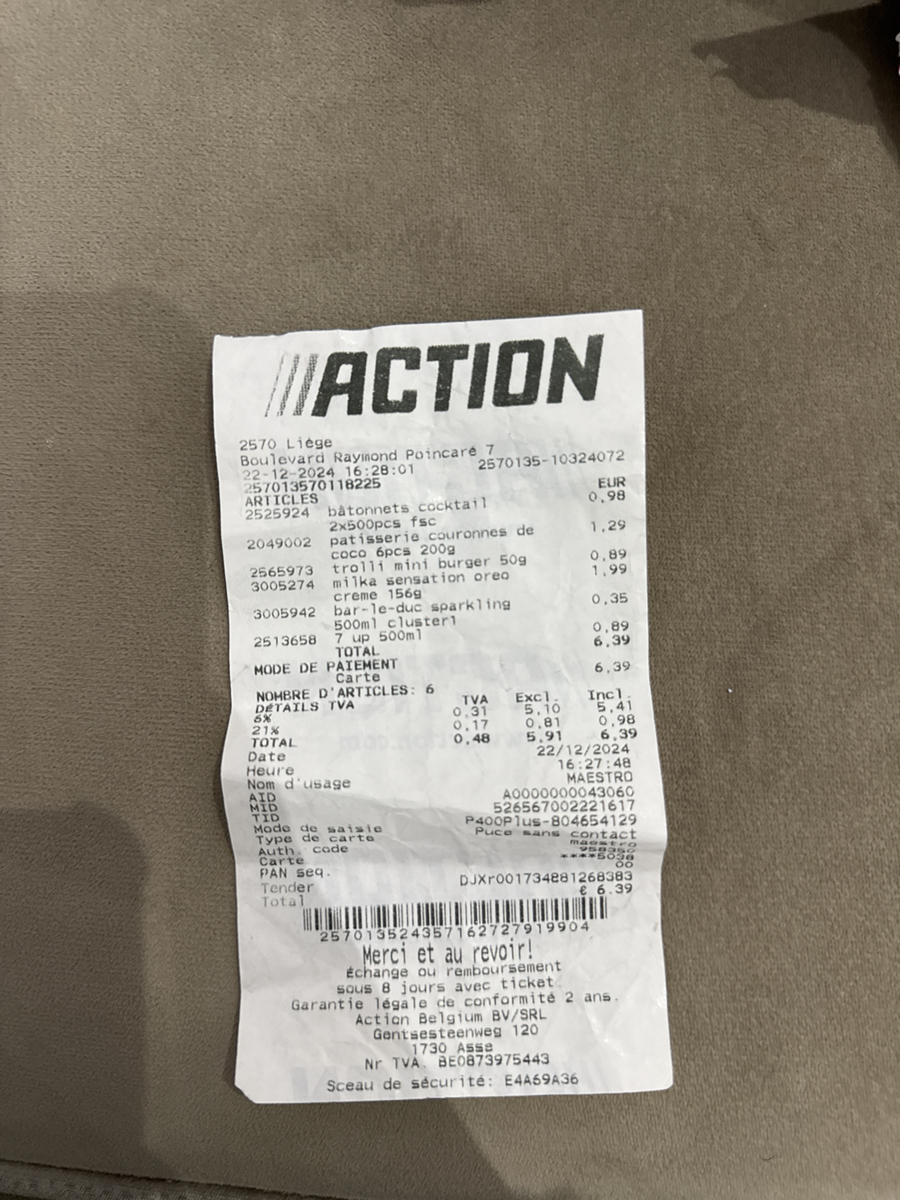 ACTION
2570 Liège
Boulevard Raymond Poincaré 7
22-12-2024 16:28:01 2570135-10324072
257013570118225
ARTICLES EUR
2525924 bâtonnets cocktail 0,98
2x500pcs fsc
2049002 patisserie couronnes de 1,29
coco 6pcs 200g
2565973 trolli mini burger 50g 0,89
3005274 milka sensation oreo 1,99
creme 156g
3005942 bar-le-duc sparkling 0,35
500ml cluster1
2513658 7 up 500ml 0,89
TOTAL 6,39
MODE DE PAIEMENT
Carte 6,39
NOMBRE D'ARTICLES: 6
DÉTAILS TVA TVA Excl. Incl.
6% 0,31 5,10 5,41
21% 0,17 0,81 0,98
TOTAL 0,48 5,91 6,39
Date 22/12/2024
Heure 16:27:48
Nom d'usage MAESTRO
AID A0000000043060
MID 526567002221617
TID P400Plus-804654129
Mode de saisie Puce sans contact
Type de carte maestro
Auth. code
Carte ****5038
PAN seq. 00
Tender DJXr001734881268383
Total € 6.39
257013524357162727919904
Merci et au revoir!
Échange ou remboursement
sous 8 jours avec ticket.
Garantie légale de conformité 2 ans.
Action Belgium BV/SRL
Gentsesteenweg 120
1730 Asse
Nr TVA. BE0873975443
Sceau de sécurité: E4A69A36